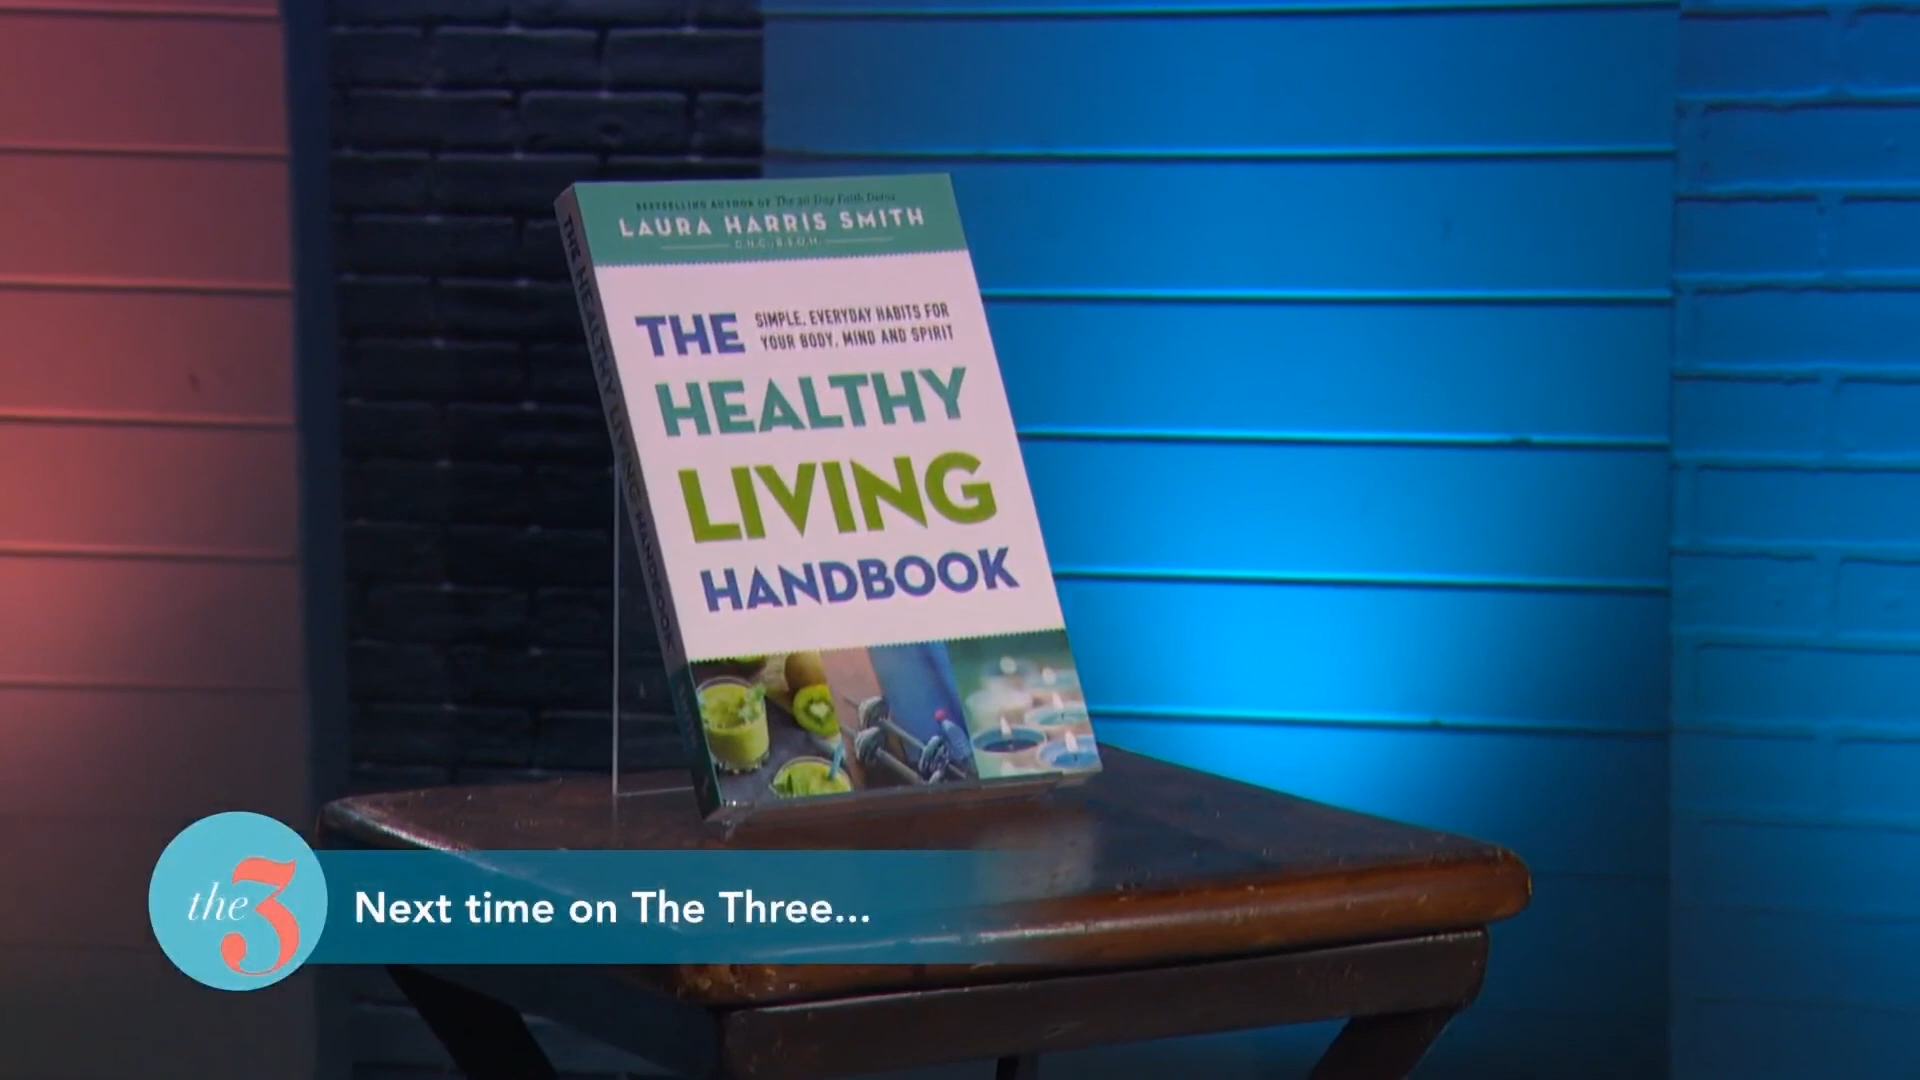 BESTSELLING AUTHOR OF The 30-Day Faith Detox
LAURA HARRIS SMITH
C.N.C., B.S.O.M.
THE
SIMPLE, EVERYDAY HABITS FOR
YOUR BODY, MIND AND SPIRIT
HEALTHY
LIVING
HANDBOOK
THE HEALTHY LIVING HANDBOOK
the 3
Next time on The Three...